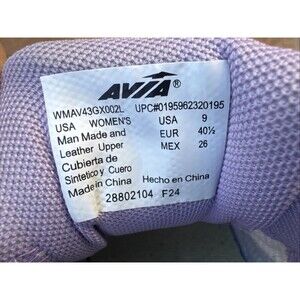 AVIA®
WMAV43GX002L UPC#0195962320195
USA WOMEN'S USA 9
Man Made and EUR 40½
Leather Upper MEX 26
Cubierta de
Sintetico y Cuero
Made in China Hecho en China
28802104 F24